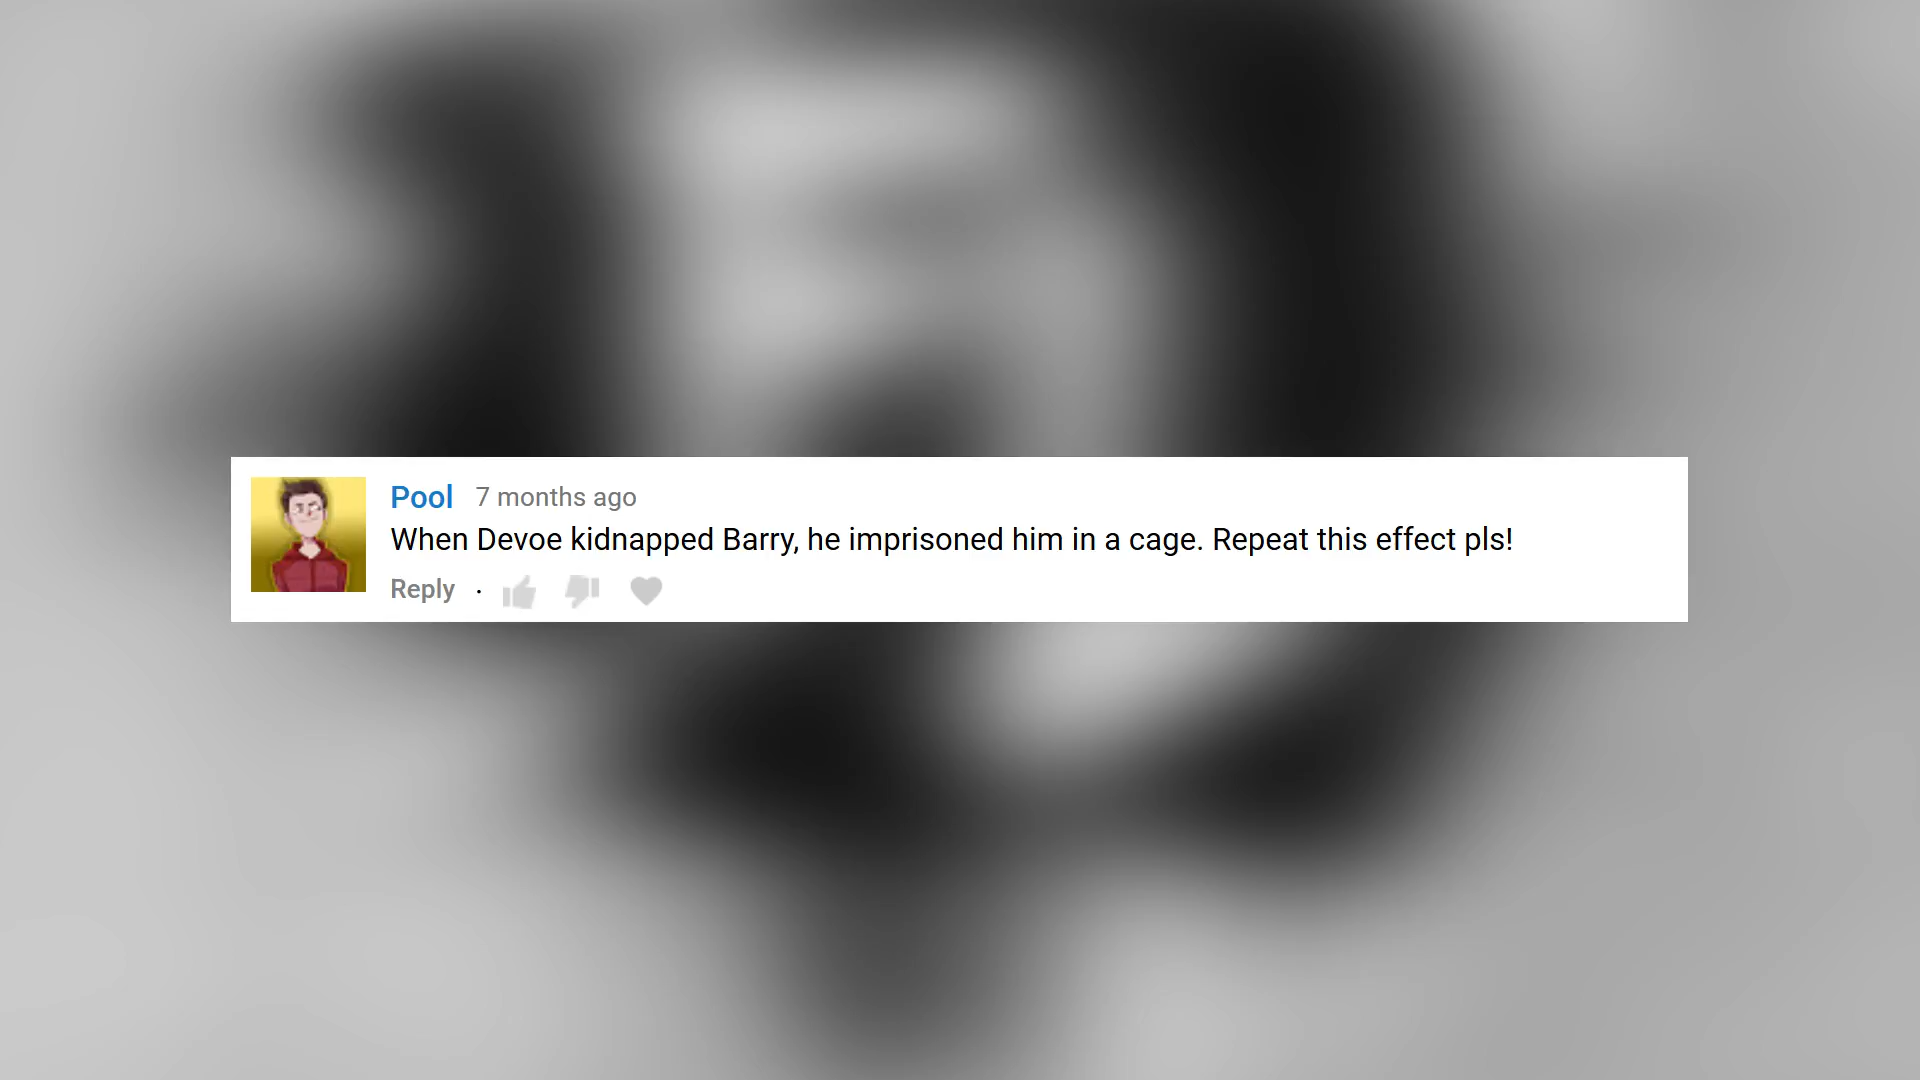 Pool 7 months ago
When Devoe kidnapped Barry, he imprisoned him in a cage. Repeat this effect pls!
Reply ·